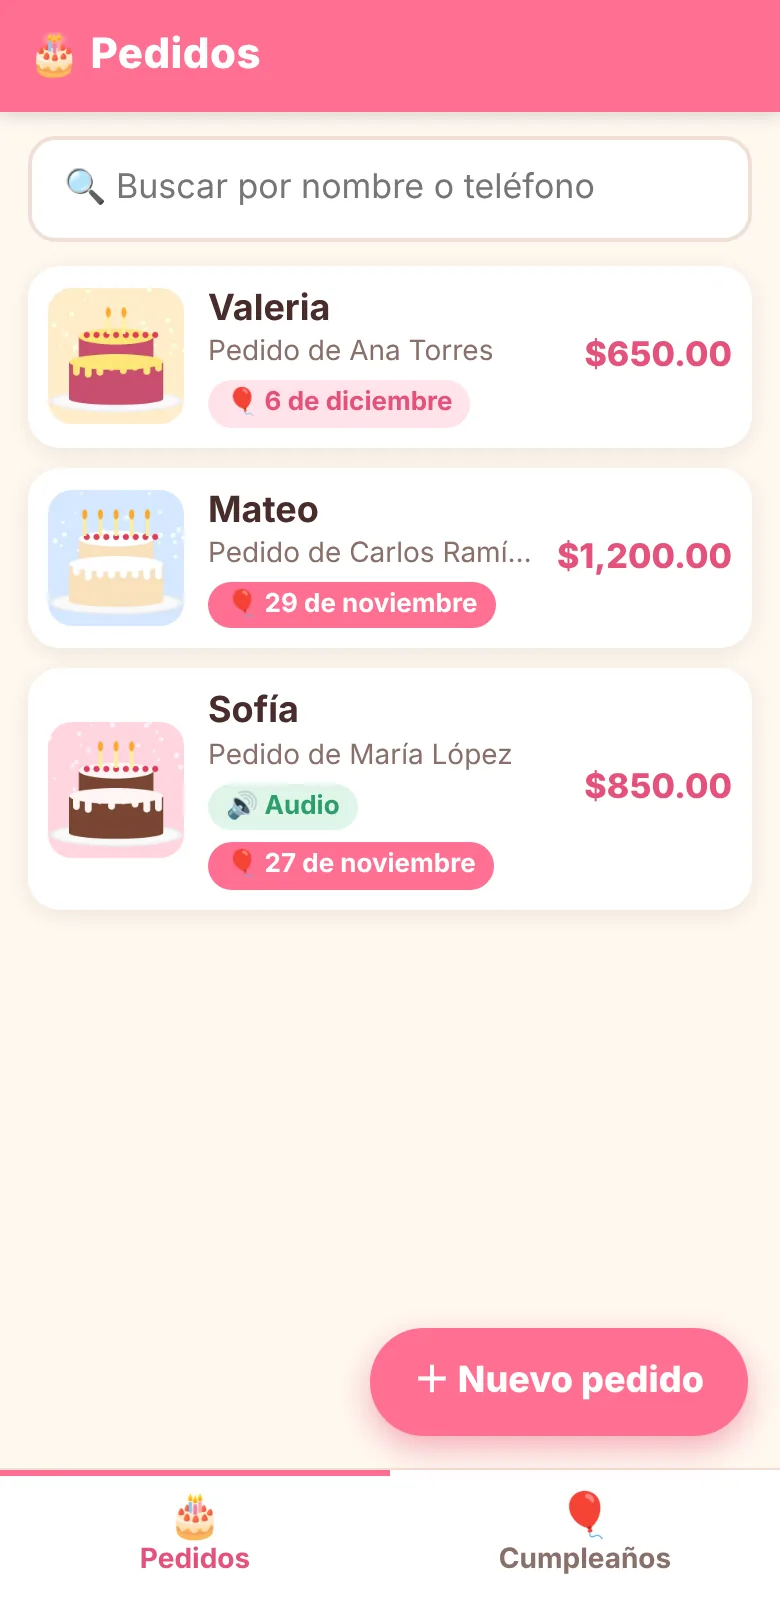 Pedidos
Buscar por nombre o teléfono
Valeria
Pedido de Ana Torres
$650.00
6 de diciembre
Mateo
Pedido de Carlos Ramí...
$1,200.00
29 de noviembre
Sofía
Pedido de María López
Audio
$850.00
27 de noviembre
+ Nuevo pedido
Pedidos
Cumpleaños